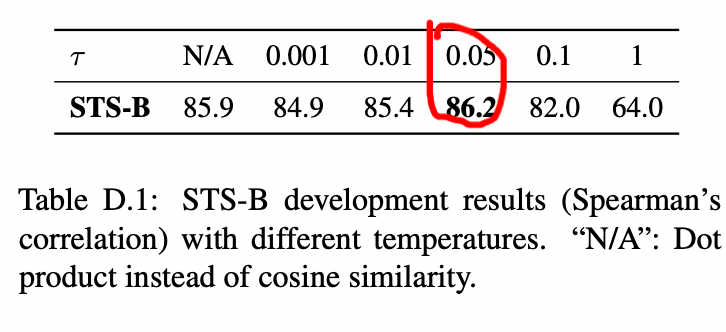 τ N/A 0.001 0.01 0.05 0.1 1
STS-B 85.9 84.9 85.4 86.2 82.0 64.0
Table D.1: STS-B development results (Spearman’s
correlation) with different temperatures. “N/A”: Dot
product instead of cosine similarity.